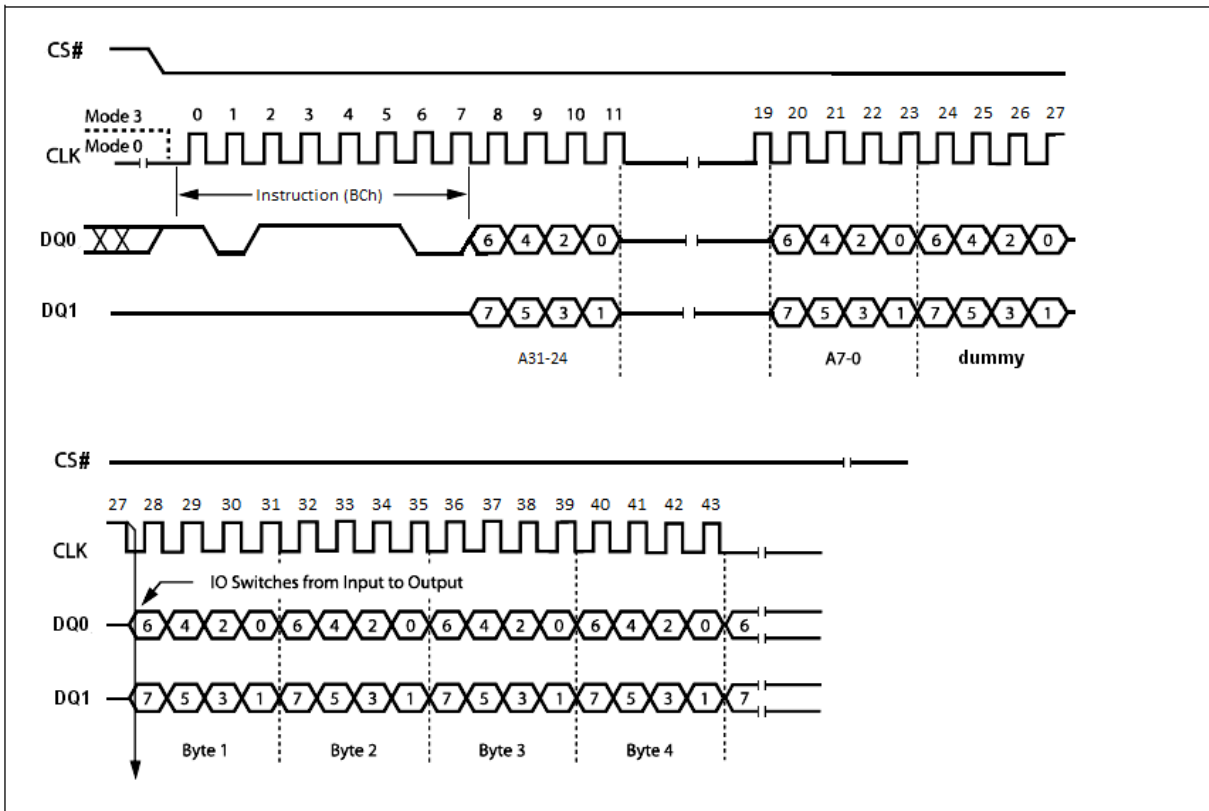 CS#
Mode 3
0 1 2 3 4 5 6 7 8 9 10 11 19 20 21 22 23 24 25 26 27
Mode 0
CLK
Instruction (BCh)
DQ0 6 4 2 0 6 4 2 0 6 4 2 0
DQ1 7 5 3 1 7 5 3 1 7 5 3 1
A31-24 A7-0 dummy
CS#
27 28 29 30 31 32 33 34 35 36 37 38 39 40 41 42 43
CLK
IO Switches from Input to Output
DQ0 6 4 2 0 6 4 2 0 6 4 2 0 6 4 2 0 6
DQ1 7 5 3 1 7 5 3 1 7 5 3 1 7 5 3 1 7
Byte 1 Byte 2 Byte 3 Byte 4